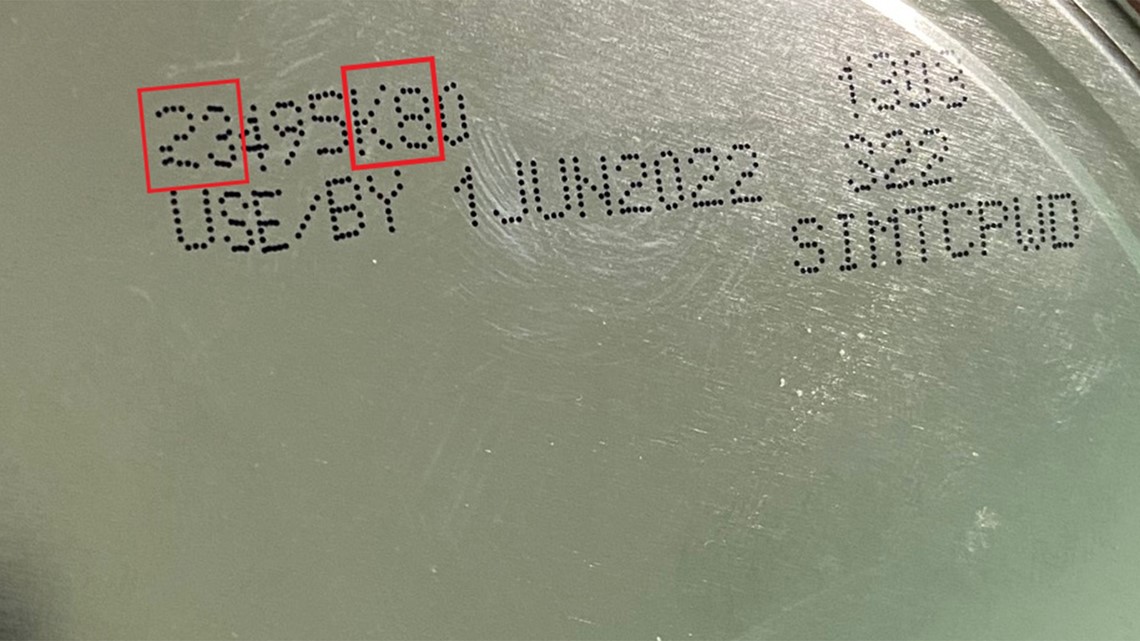 23495K80
USE/BY 1JUN2022
1303
322
SIMTCPWD